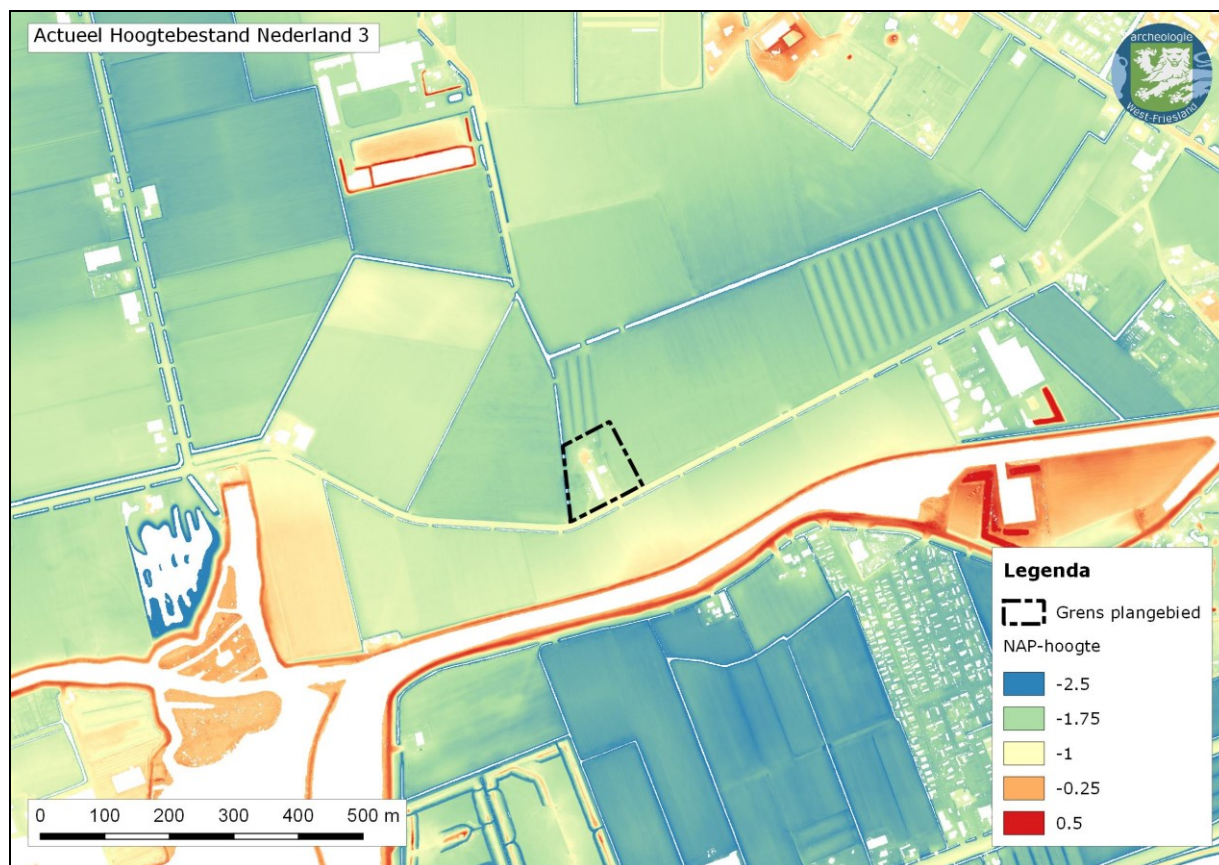 Actueel Hoogtebestand Nederland 3
archeologie
West-Friesland
Legenda
Grens plangebied
NAP-hoogte
-2.5
-1.75
-1
-0.25
0.5
0 100 200 300 400 500 m